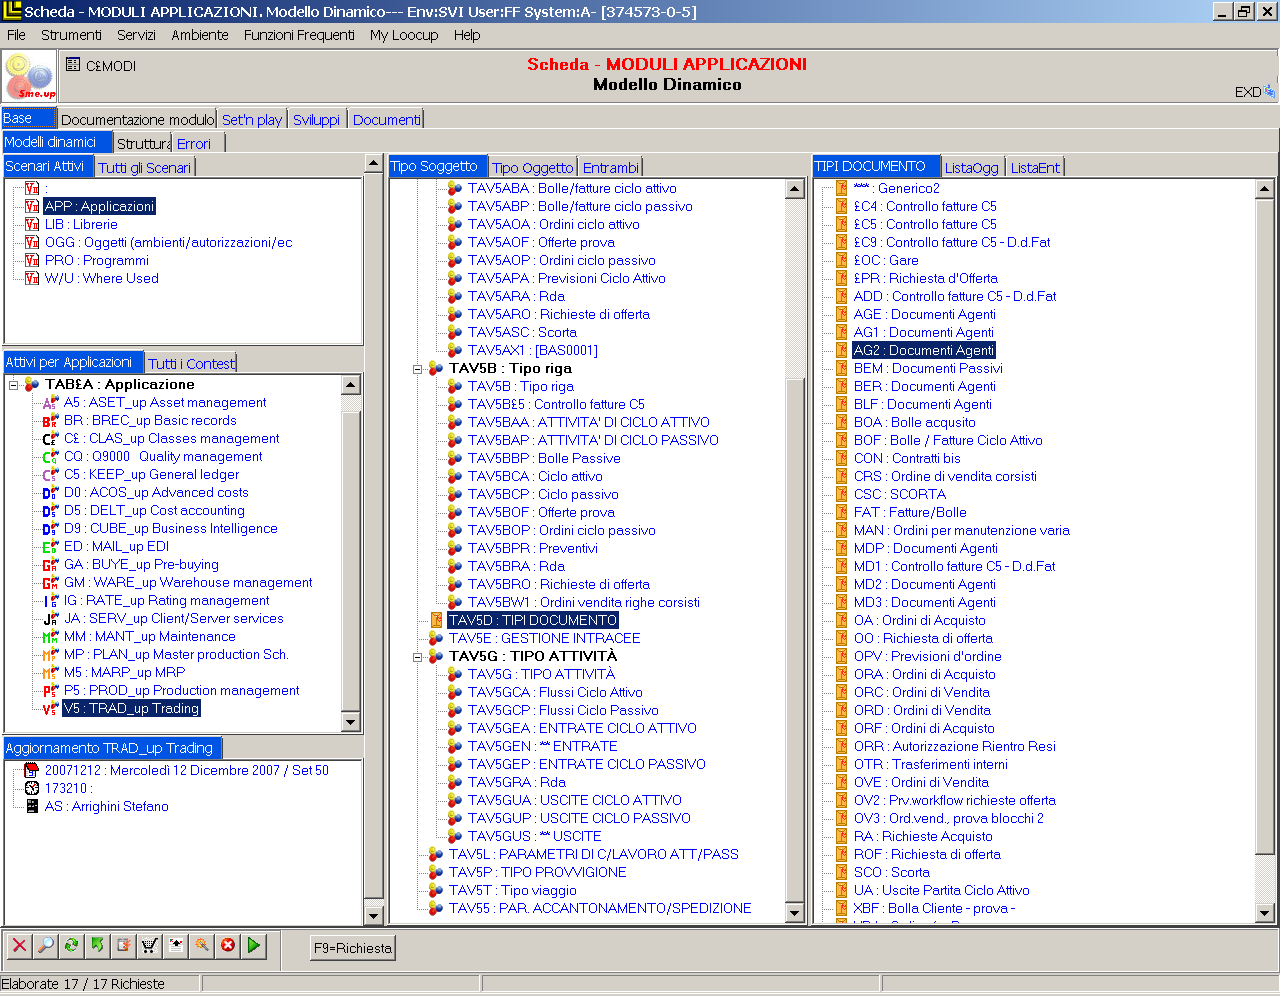 Scheda - MODULI APPLICAZIONI. Modello Dinamico--- Env:SVI User:FF System:A- [374573-0-5]
File Strumenti Servizi Ambiente Funzioni Frequenti My Loocup Help
Sme.up
C£MODI
Scheda - MODULI APPLICAZIONI
Modello Dinamico
EXD
Base Documentazione modulo Set'n play Sviluppi Documenti
Modelli dinamici Struttura Errori
Scenari Attivi Tutti gli Scenari
:
APP : Applicazioni
LIB : Librerie
OGG : Oggetti (ambienti/autorizzazioni/ec
PRO : Programmi
W/U : Where Used
Attivi per Applicazioni Tutti i Contest
TAB£A : Applicazione
A5 : ASET_up Asset management
BR : BREC_up Basic records
C£ : CLAS_up Classes management
CQ : Q9000 Quality management
C5 : KEEP_up General ledger
D0 : ACOS_up Advanced costs
D5 : DELT_up Cost accounting
D9 : CUBE_up Business Intelligence
ED : MAIL_up EDI
GA : BUYE_up Pre-buying
GM : WARE_up Warehouse management
IG : RATE_up Rating management
JA : SERV_up Client/Server services
MM : MANT_up Maintenance
MP : PLAN_up Master production Sch.
M5 : MARP_up MRP
P5 : PROD_up Production management
V5 : TRAD_up Trading
Aggiornamento TRAD_up Trading
20071212 : Mercoledì 12 Dicembre 2007 / Set 50
173210 :
AS : Arrighini Stefano
Tipo Soggetto Tipo Oggetto Entrambi
TAV5ABA : Bolle/fatture ciclo attivo
TAV5ABP : Bolle/fatture ciclo passivo
TAV5AOA : Ordini ciclo attivo
TAV5AOF : Offerte prova
TAV5AOP : Ordini ciclo passivo
TAV5APA : Previsioni Ciclo Attivo
TAV5ARA : Rda
TAV5ARO : Richieste di offerta
TAV5ASC : Scorta
TAV5AX1 : [BAS0001]
TAV5B : Tipo riga
TAV5B : Tipo riga
TAV5B£5 : Controllo fatture C5
TAV5BAA : ATTIVITA' DI CICLO ATTIVO
TAV5BAP : ATTIVITA' DI CICLO PASSIVO
TAV5BBP : Bolle Passive
TAV5BCA : Ciclo attivo
TAV5BCP : Ciclo passivo
TAV5BOF : Offerte prova
TAV5BOP : Ordini ciclo passivo
TAV5BPR : Preventivi
TAV5BRA : Rda
TAV5BRO : Richieste di offerta
TAV5BW1 : Ordini vendita righe corsisti
TAV5D : TIPI DOCUMENTO
TAV5E : GESTIONE INTRACEE
TAV5G : TIPO ATTIVITÀ
TAV5G : TIPO ATTIVITÀ
TAV5GCA : Flussi Ciclo Attivo
TAV5GCP : Flussi Ciclo Passivo
TAV5GEA : ENTRATE CICLO ATTIVO
TAV5GEN : ** ENTRATE
TAV5GEP : ENTRATE CICLO PASSIVO
TAV5GRA : Rda
TAV5GUA : USCITE CICLO ATTIVO
TAV5GUP : USCITE CICLO PASSIVO
TAV5GUS : ** USCITE
TAV5L : PARAMETRI DI C/LAVORO ATT/PASS
TAV5P : TIPO PROVVIGIONE
TAV5T : Tipo viaggio
TAV55 : PAR. ACCANTONAMENTO/SPEDIZIONE
TIPI DOCUMENTO ListaOgg ListaEnt
**** : Generico2
£C4 : Controllo fatture C5
£C5 : Controllo fatture C5
£C9 : Controllo fatture C5 - D.d.Fat
£OC : Gare
£PR : Richiesta d'Offerta
ADD : Controllo fatture C5 - D.d.Fat
AGE : Documenti Agenti
AG1 : Documenti Agenti
AG2 : Documenti Agenti
BEM : Documenti Passivi
BER : Documenti Agenti
BLF : Documenti Agenti
BOA : Bolle acqusito
BOF : Bolle / Fatture Ciclo Attivo
CON : Contratti bis
CRS : Ordine di vendita corsisti
CSC : SCORTA
FAT : Fatture/Bolle
MAN : Ordini per manutenzione varia
MDP : Documenti Agenti
MD1 : Controllo fatture C5 - D.d.Fat
MD2 : Documenti Agenti
MD3 : Documenti Agenti
OA : Ordini di Acquisto
OO : Richiesta di offerta
OPV : Previsioni d'ordine
ORA : Ordini di Acquisto
ORC : Ordini di Vendita
ORD : Ordini di Vendita
ORF : Ordini di Acquisto
ORR : Autorizzazione Rientro Resi
OTR : Trasferimenti interni
OVE : Ordini di Vendita
OV2 : Prv.workflow richieste offerta
OV3 : Ord.vend., prova blocchi 2
RA : Richieste Acquisto
ROF : Richiesta di offerta
SCO : Scorta
UA : Uscite Partita Ciclo Attivo
XBF : Bolla Cliente - prova -
F9=Richiesta
Elaborate 17 / 17 Richieste